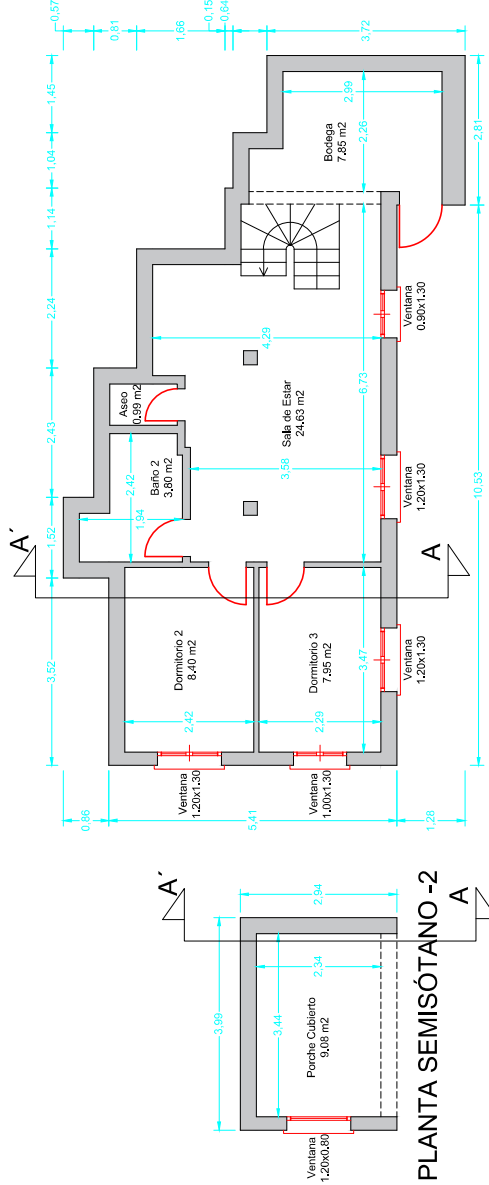 3,99
3,44
2,34
2,94
Porche Cubierto
9.08 m2
Ventana
1.20x0.80
A´
A
PLANTA SEMISÓTANO -2
3,52
1,52
2,43
2,24
1,14
1,04
1,45
0,57
0,81
1,66
0,15
0,64
3,72
0,86
5,41
1,28
A´
A
Baño 2
3,80 m2
2,42
1,94
Aseo
0.99 m2
Dormitorio 2
8.40 m2
2,42
Dormitorio 3
7.95 m2
2,29
3,47
Sala de Estar
24.63 m2
4,29
3,58
6,73
Bodega
7.85 m2
2,99
2,26
Ventana
1.20x1.30
Ventana
1.00x1.30
Ventana
1.20x1.30
Ventana
1.20x1.30
Ventana
0.90x1.30
10,53
2,81